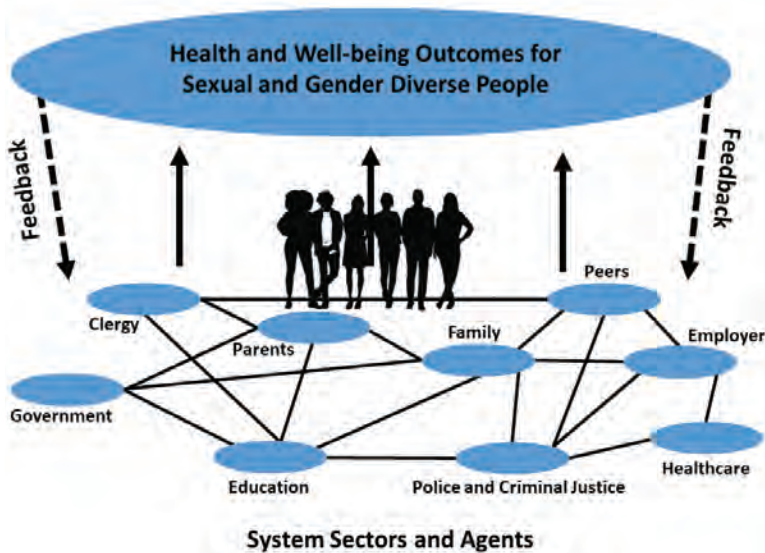 Health and Well-being Outcomes for
Sexual and Gender Diverse People
Feedback
Feedback
Peers
Clergy
Parents
Family
Employer
Government
Education
Police and Criminal Justice
Healthcare
System Sectors and Agents